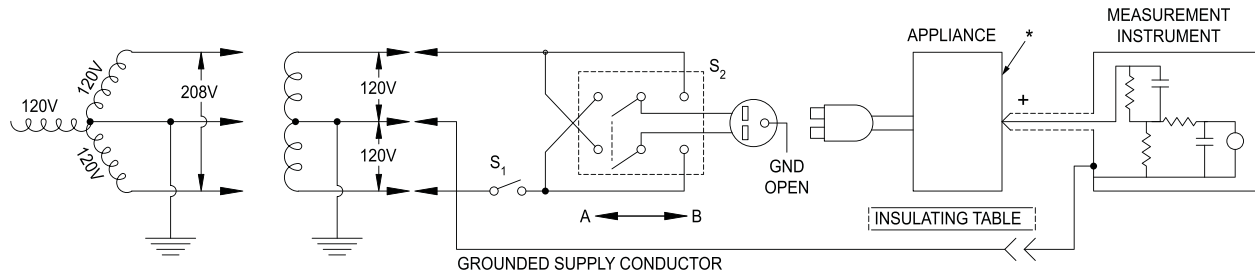 120V
120V
120V
208V
120V
120V
S1
S2
A
B
GND
OPEN
APPLIANCE
*
+
MEASUREMENT
INSTRUMENT
INSULATING TABLE
GROUNDED SUPPLY CONDUCTOR